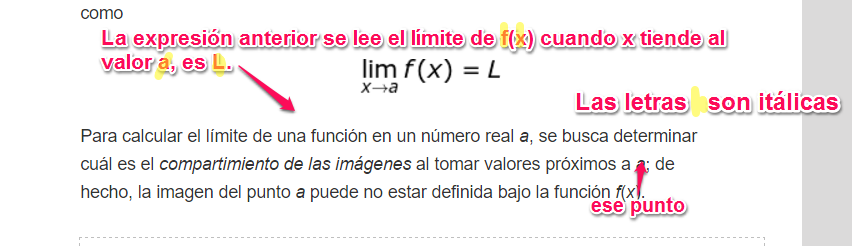 como
La expresión anterior se lee el límite de f(x) cuando x tiende al
valor a, es L.
lim f(x) = L
x→a
Las letras son itálicas
Para calcular el límite de una función en un número real a, se busca determinar
cuál es el compartimiento de las imágenes al tomar valores próximos a a; de
hecho, la imagen del punto a puede no estar definida bajo la función f(x).
ese punto